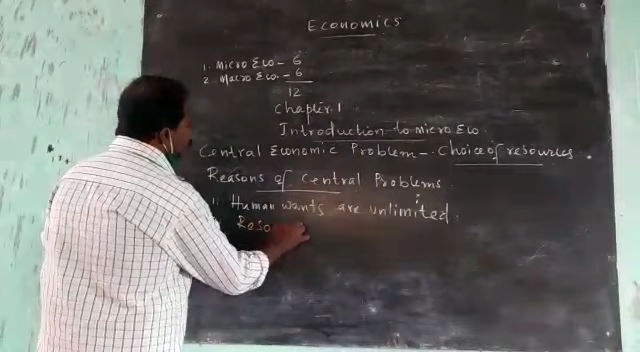 Economics
1. Micro Eco - 6
2. Macro Eco. - 6
12
Chapter.1
Introduction to micro Eco.
Central Economic Problem - Choice of resources.
Reasons of Central Problems.
1. Human wants are unlimited.
Reso